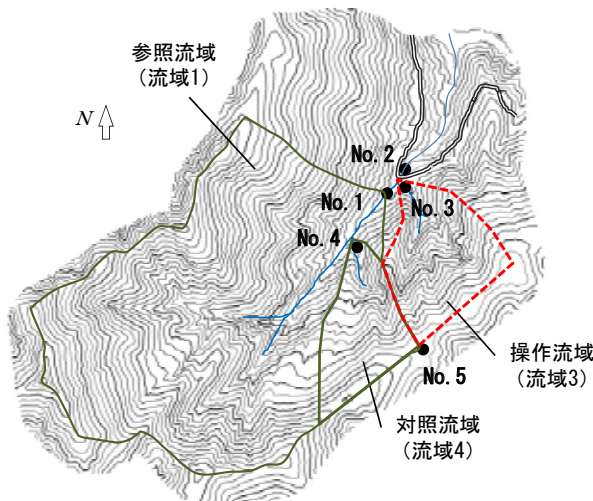 参照流域
(流域1)
N
No. 2
No. 1
No. 3
No. 4
操作流域
(流域3)
No. 5
対照流域
(流域4)